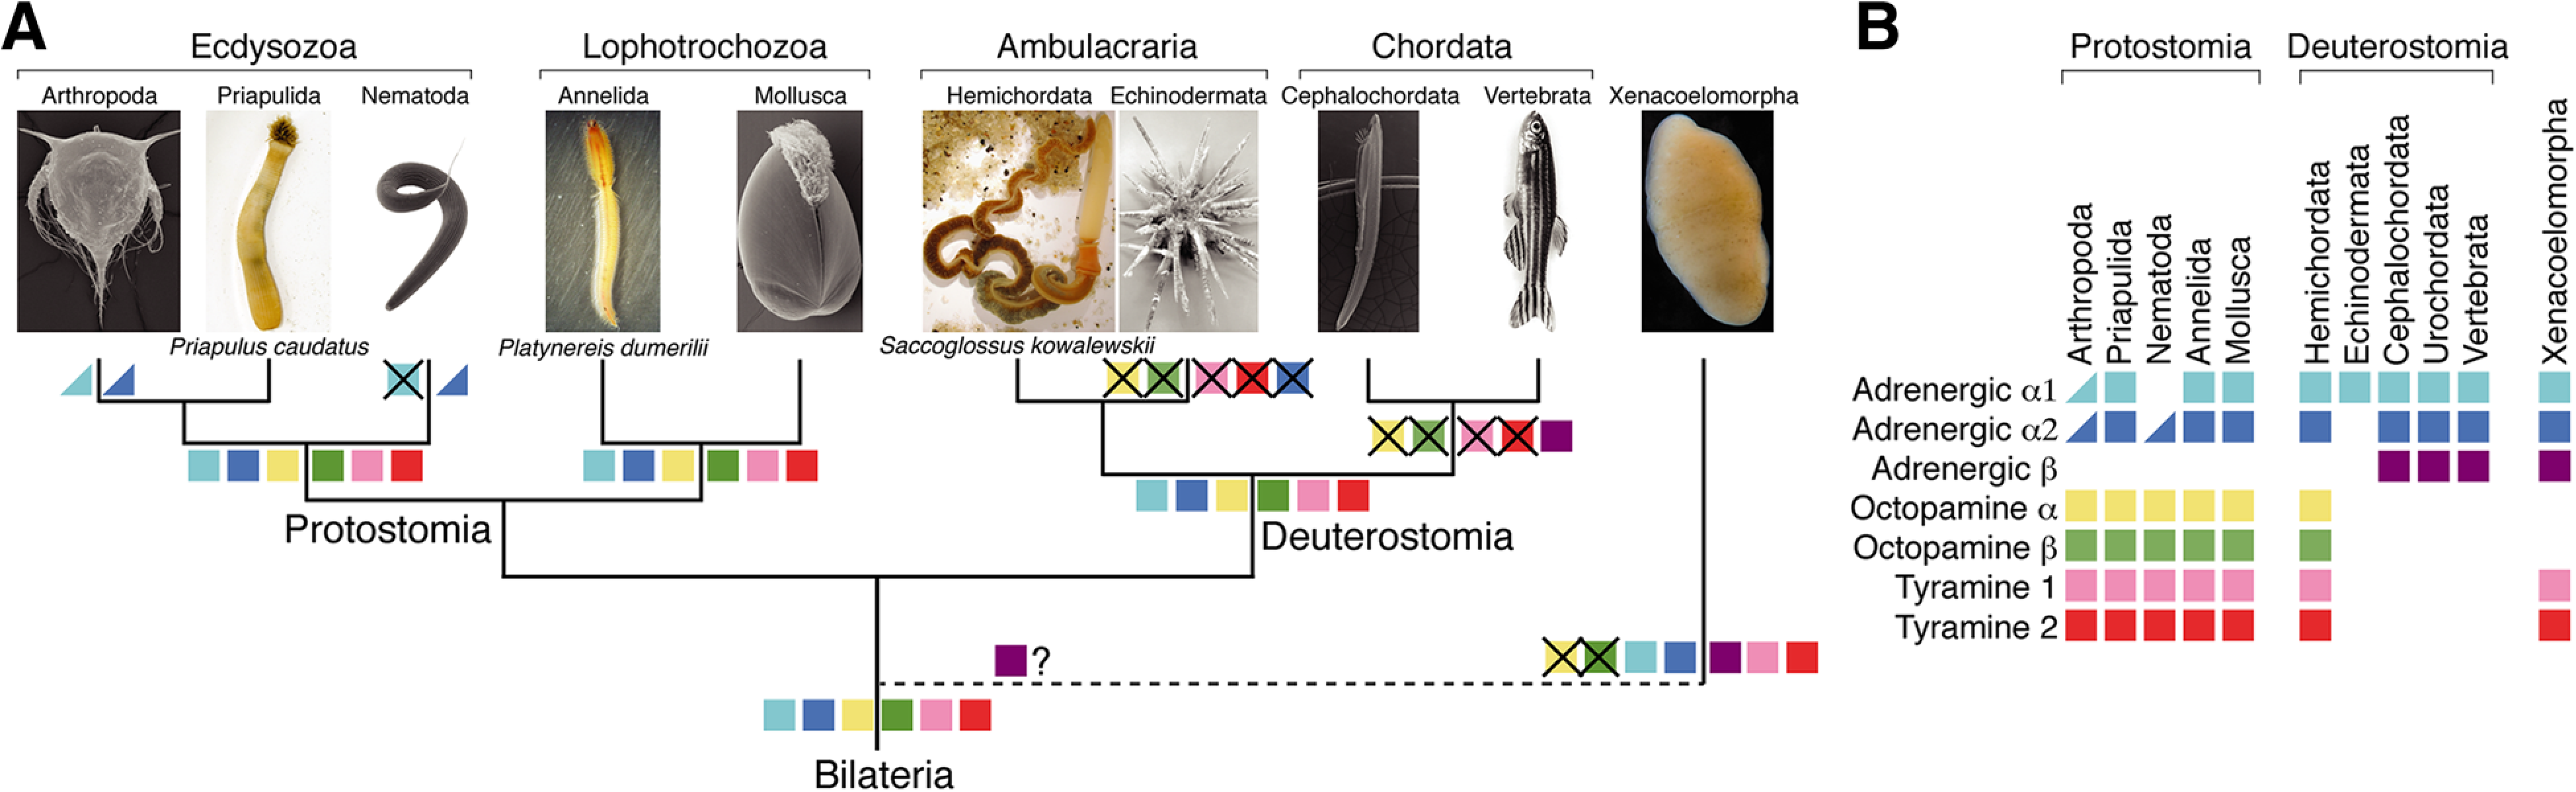 A
Ecdysozoa Lophotrochozoa Ambulacraria Chordata
Arthropoda Priapulida Nematoda Annelida Mollusca Hemichordata Echinodermata Cephalochordata Vertebrata Xenacoelomorpha
Priapulus caudatus Platynereis dumerilii Saccoglossus kowalewskii
Protostomia Deuterostomia
?
Bilateria
B
Protostomia Deuterostomia
Arthropoda
Priapulida
Nematoda
Annelida
Mollusca
Hemichordata
Echinodermata
Cephalochordata
Urochordata
Vertebrata
Xenacoelomorpha
Adrenergic α1
Adrenergic α2
Adrenergic β
Octopamine α
Octopamine β
Tyramine 1
Tyramine 2